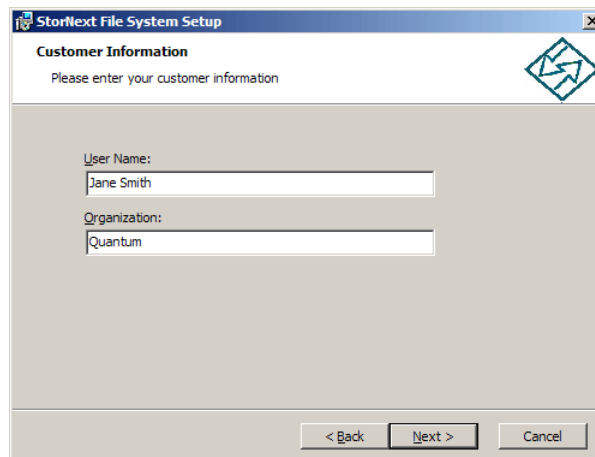 StorNext File System Setup
Customer Information
Please enter your customer information
User Name:
Jane Smith
Organization:
Quantum
< Back
Next >
Cancel